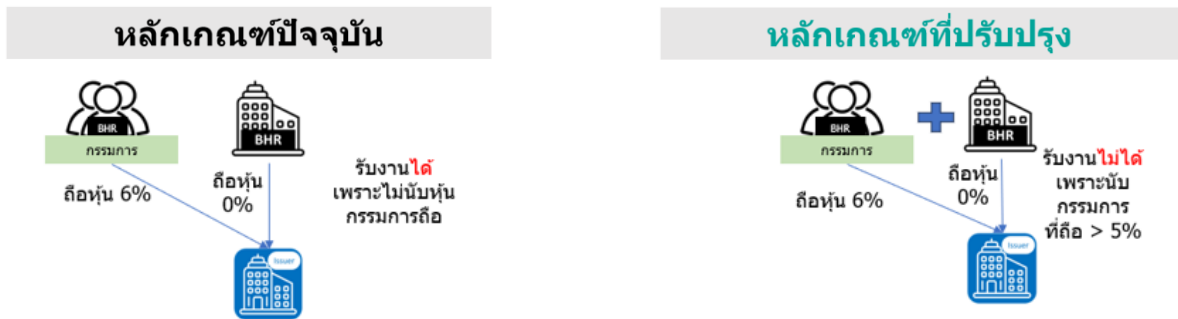 หลักเกณฑ์ปัจจุบัน
BHR
กรรมการ
BHR
ถือหุ้น 6%
ถือหุ้น
0%
รับงานได้
เพราะไม่นับหุ้น
กรรมการถือ
Issuer
หลักเกณฑ์ที่ปรับปรุง
BHR
กรรมการ
BHR
ถือหุ้น 6%
ถือหุ้น
0%
รับงานไม่ได้
เพราะนับ
กรรมการ
ที่ถือ > 5%
Issuer